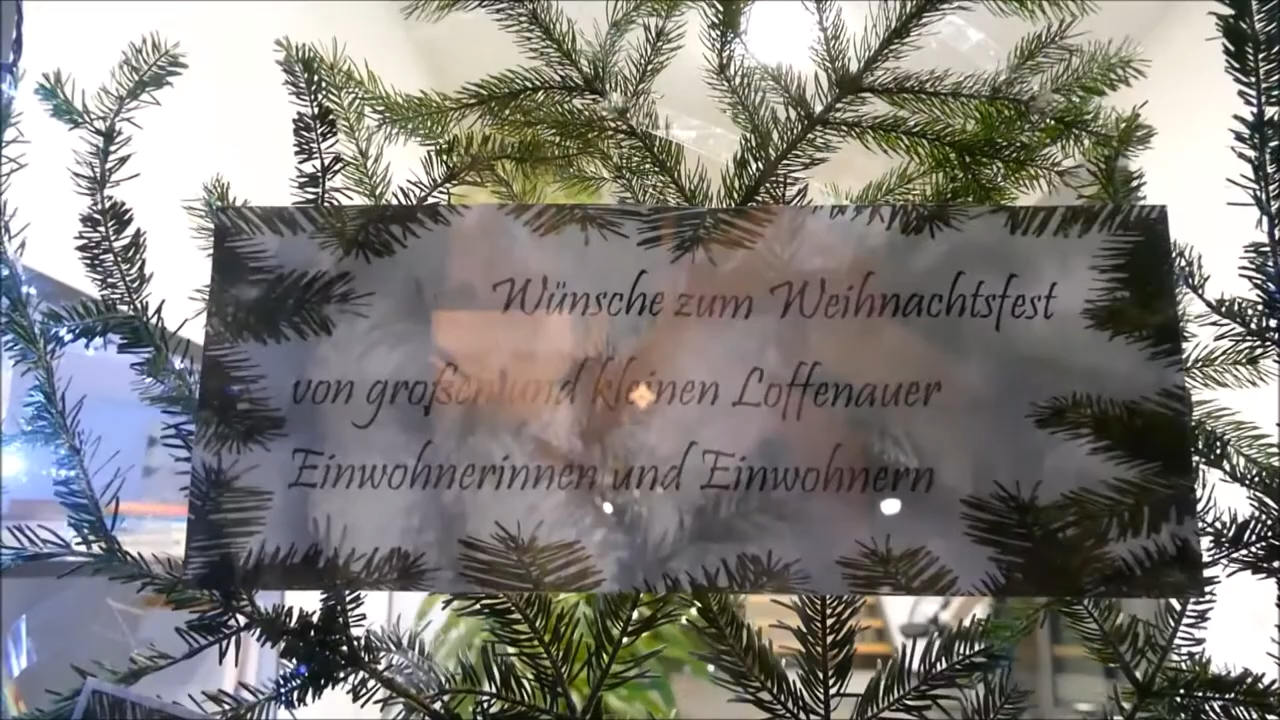 Wünsche zum Weihnachtsfest
von großen und kleinen Loffenauer
Einwohnerinnen und Einwohnern